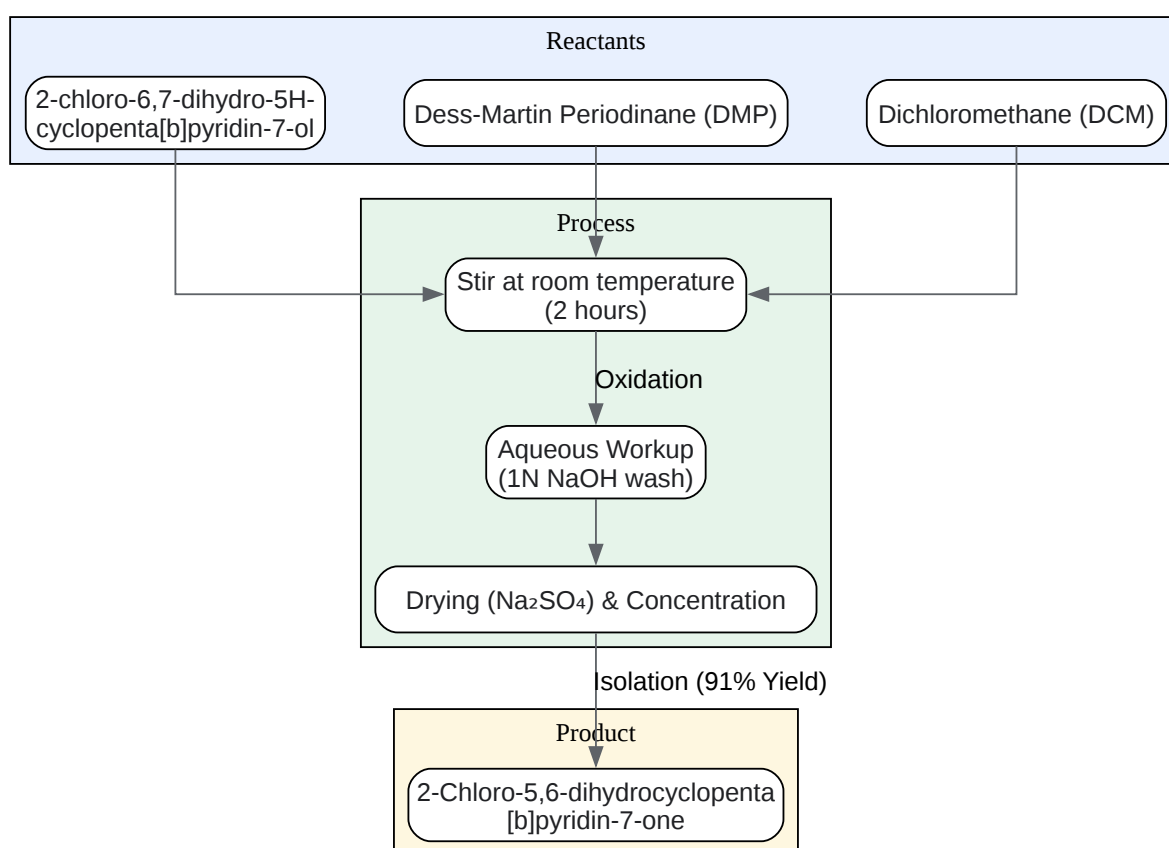 Reactants
2-chloro-6,7-dihydro-5H-
cyclopenta[b]pyridin-7-ol
Dess-Martin Periodinane (DMP)
Dichloromethane (DCM)
Process
Stir at room temperature
(2 hours)
Oxidation
Aqueous Workup
(1N NaOH wash)
Drying (Na₂SO₄) & Concentration
Isolation (91% Yield)
Product
2-Chloro-5,6-dihydrocyclopenta
[b]pyridin-7-one